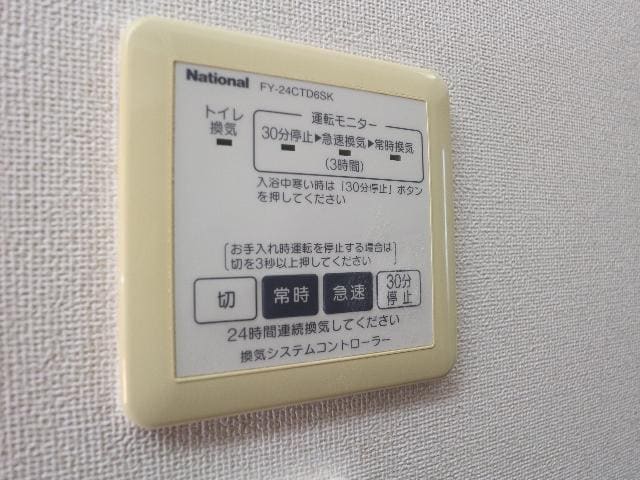 National FY-24CTD6SK
トイレ
換気
運転モニター
30分停止▶急速換気▶常時換気
(3時間)
入浴中寒い時は「30分停止」ボタン
を押してください
お手入れ時運転を停止する場合は
切を3秒以上押してください
切 常時 急速 30分
停止
24時間連続換気してください
換気システムコントローラー